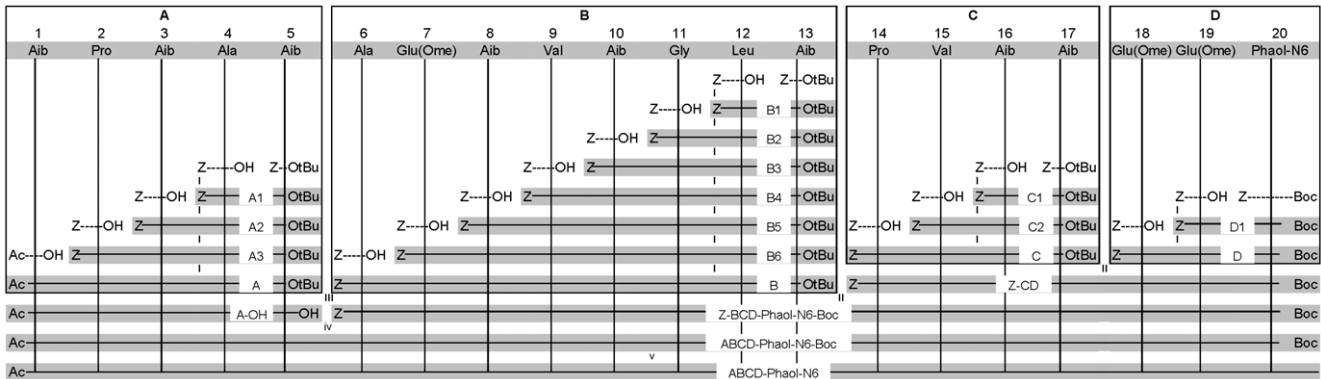 A B C D
1 2 3 4 5 6 7 8 9 10 11 12 13 14 15 16 17 18 19 20
Aib Pro Aib Ala Aib Ala Glu(Ome) Aib Val Aib Gly Leu Aib Pro Val Aib Aib Glu(Ome) Glu(Ome) Phaol-N6
Z-----OH Z---OtBu
Z-----OH Z B1 OtBu
Z-----OH Z B2 OtBu
Z-----OH Z---OtBu Z-----OH Z B3 OtBu Z-----OH Z---OtBu
Z-----OH Z A1 OtBu Z-----OH Z B4 OtBu Z-----OH Z C1 OtBu Z-----OH Z--------Boc
Z-----OH Z A2 OtBu Z-----OH Z B5 OtBu Z-----OH Z C2 OtBu Z-----OH Z D1 Boc
Ac----OH Z A3 OtBu Z-----OH Z B6 OtBu Z C OtBu Z D Boc
II
Ac A OtBu Z B OtBu Z Z-CD Boc
III II
Ac A-OH OH Z Z-BCD-Phaol-N6-Boc Boc
iv
Ac ABCD-Phaol-N6-Boc Boc
v
Ac ABCD-Phaol-N6